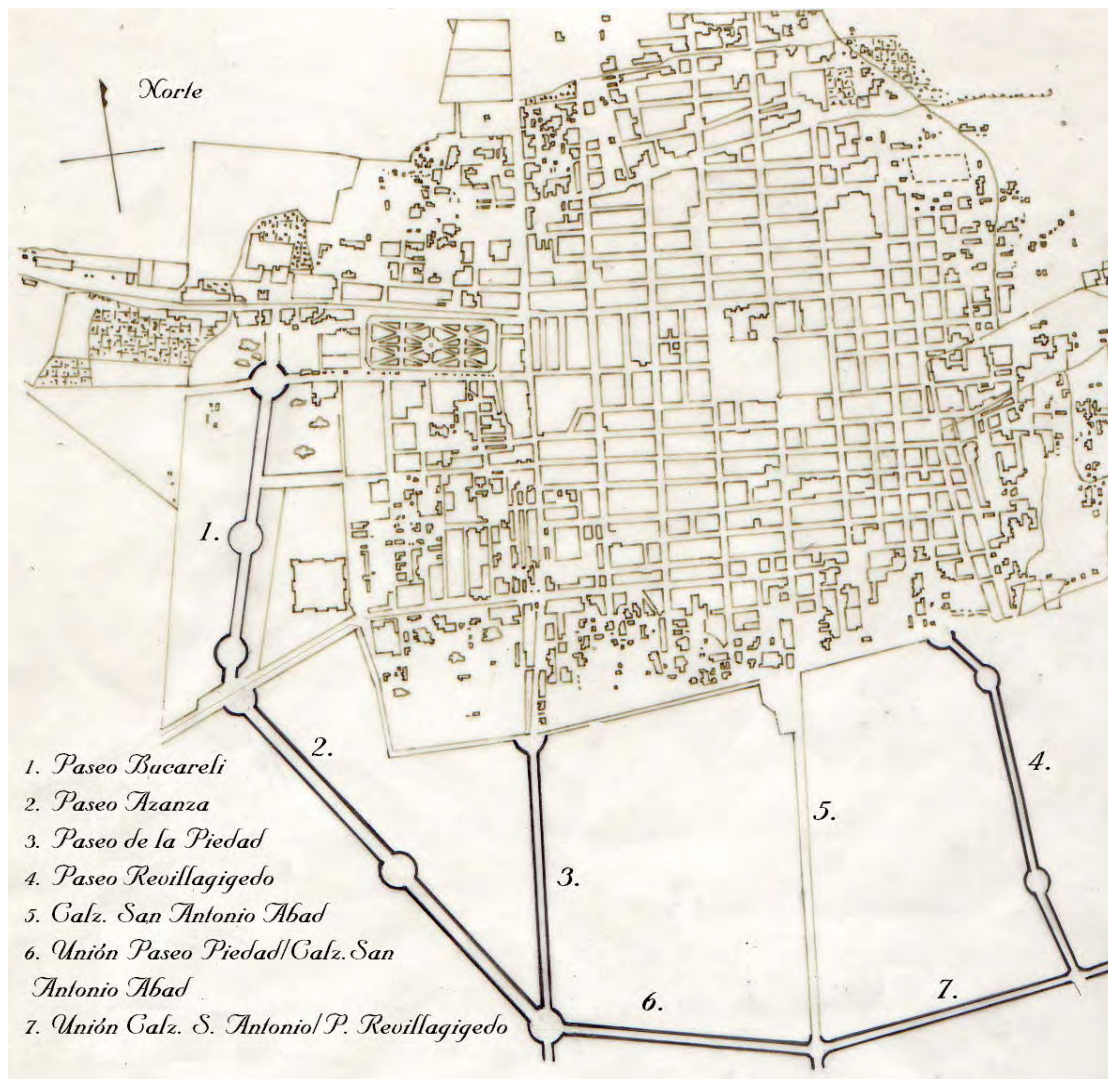 Norte
1.
2.
3.
4.
5.
6.
7.
1. Paseo Bucareli
2. Paseo Azanza
3. Paseo de la Piedad
4. Paseo Revillagigedo
5. Calz. San Antonio Abad
6. Unión Paseo Piedad/Calz. San
Antonio Abad
7. Unión Calz. S. Antonio/P. Revillagigedo